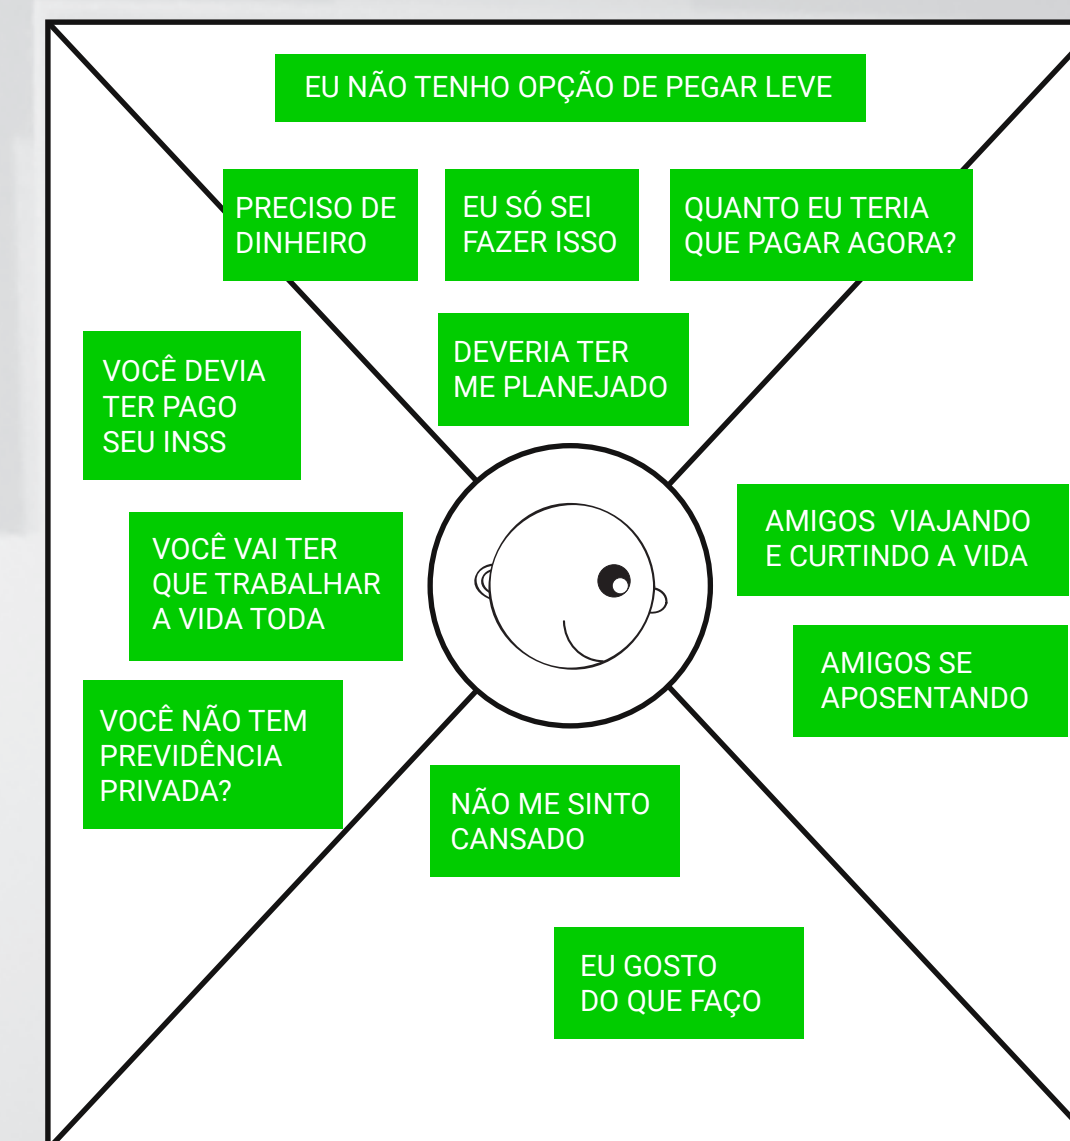 EU NÃO TENHO OPÇÃO DE PEGAR LEVE
PRECISO DE
DINHEIRO
EU SÓ SEI
FAZER ISSO
QUANTO EU TERIA
QUE PAGAR AGORA?
DEVERIA TER
ME PLANEJADO
VOCÊ DEVIA
TER PAGO
SEU INSS
VOCÊ VAI TER
QUE TRABALHAR
A VIDA TODA
VOCÊ NÃO TEM
PREVIDÊNCIA
PRIVADA?
AMIGOS VIAJANDO
E CURTINDO A VIDA
AMIGOS SE
APOSENTANDO
NÃO ME SINTO
CANSADO
EU GOSTO
DO QUE FAÇO